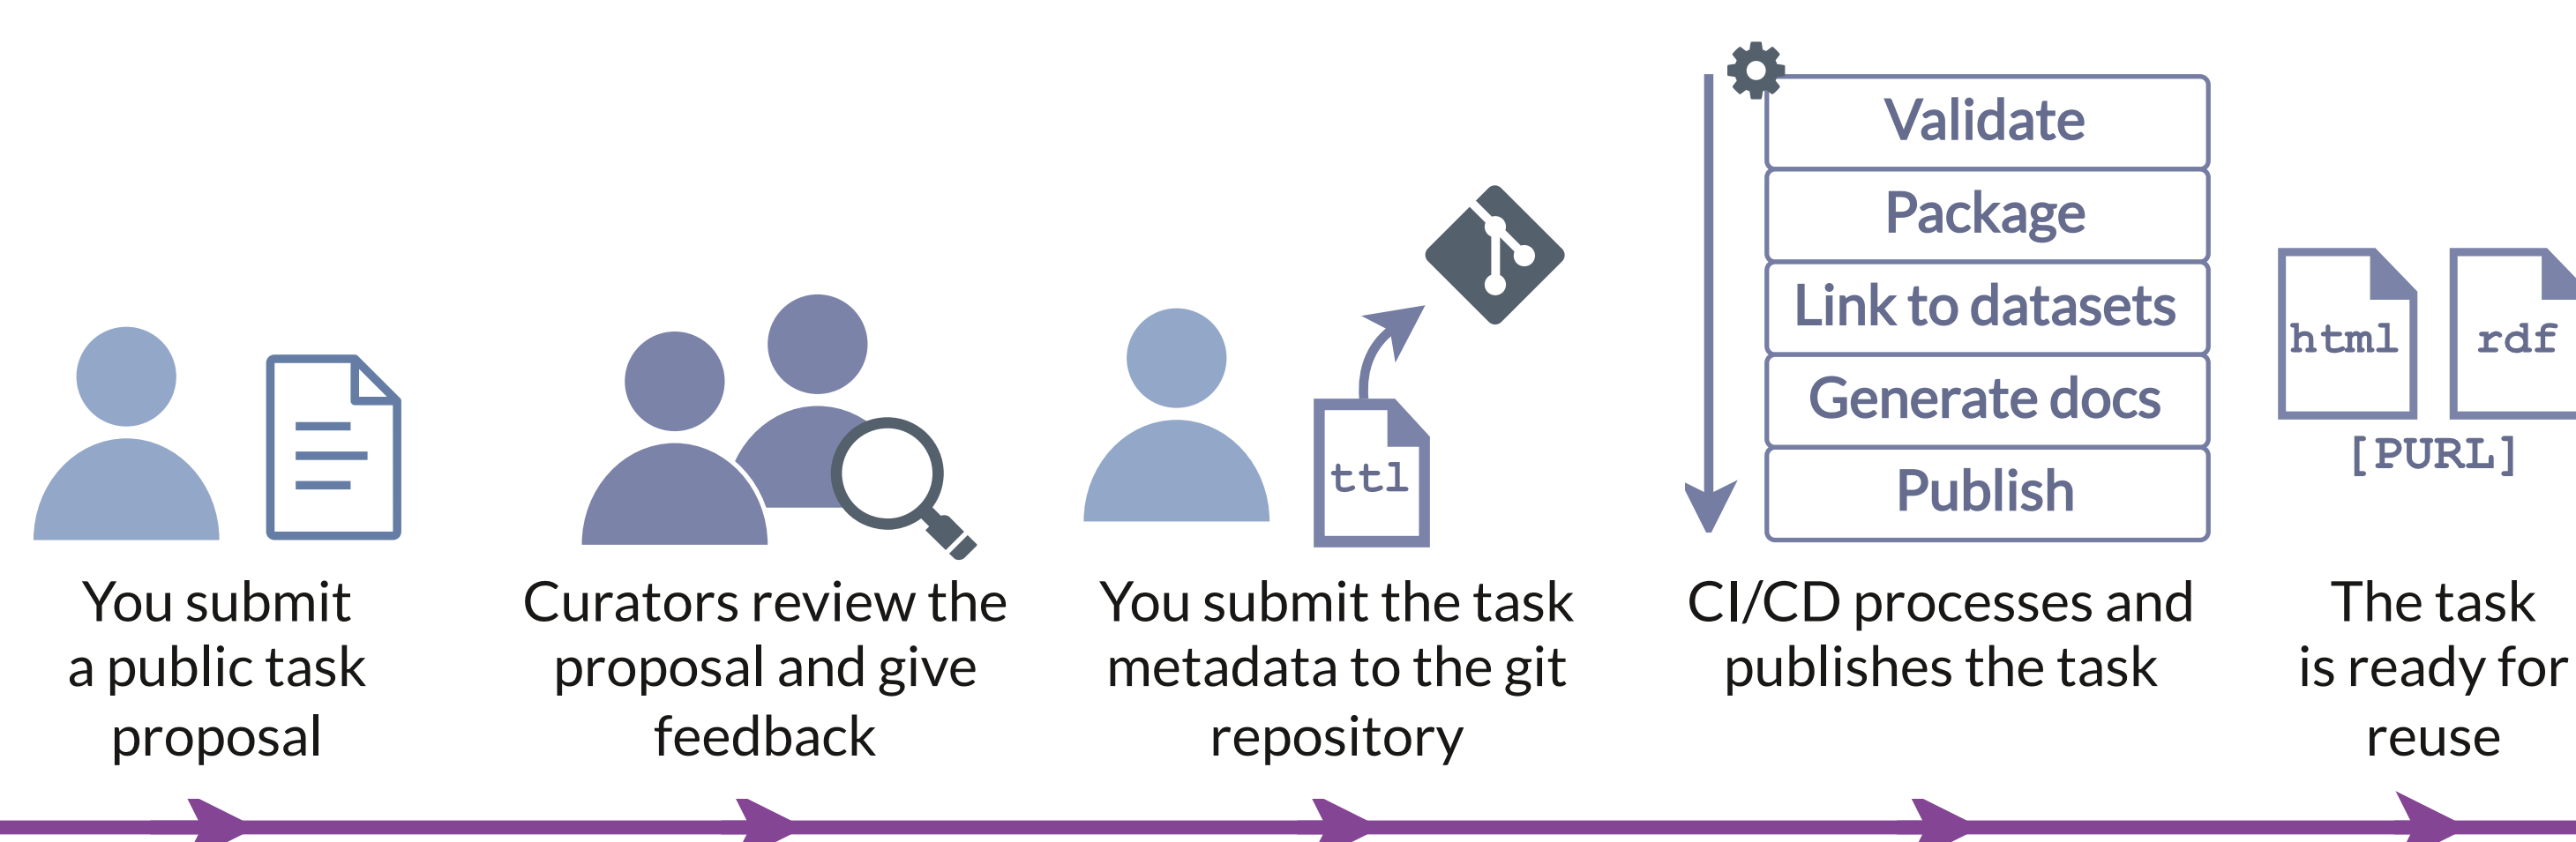 Validate
Package
Link to datasets
Generate docs
Publish
ttl
html
rdf
[PURL]
You submit
a public task
proposal
Curators review the
proposal and give
feedback
You submit the task
metadata to the git
repository
CI/CD processes and
publishes the task
The task
is ready for
reuse